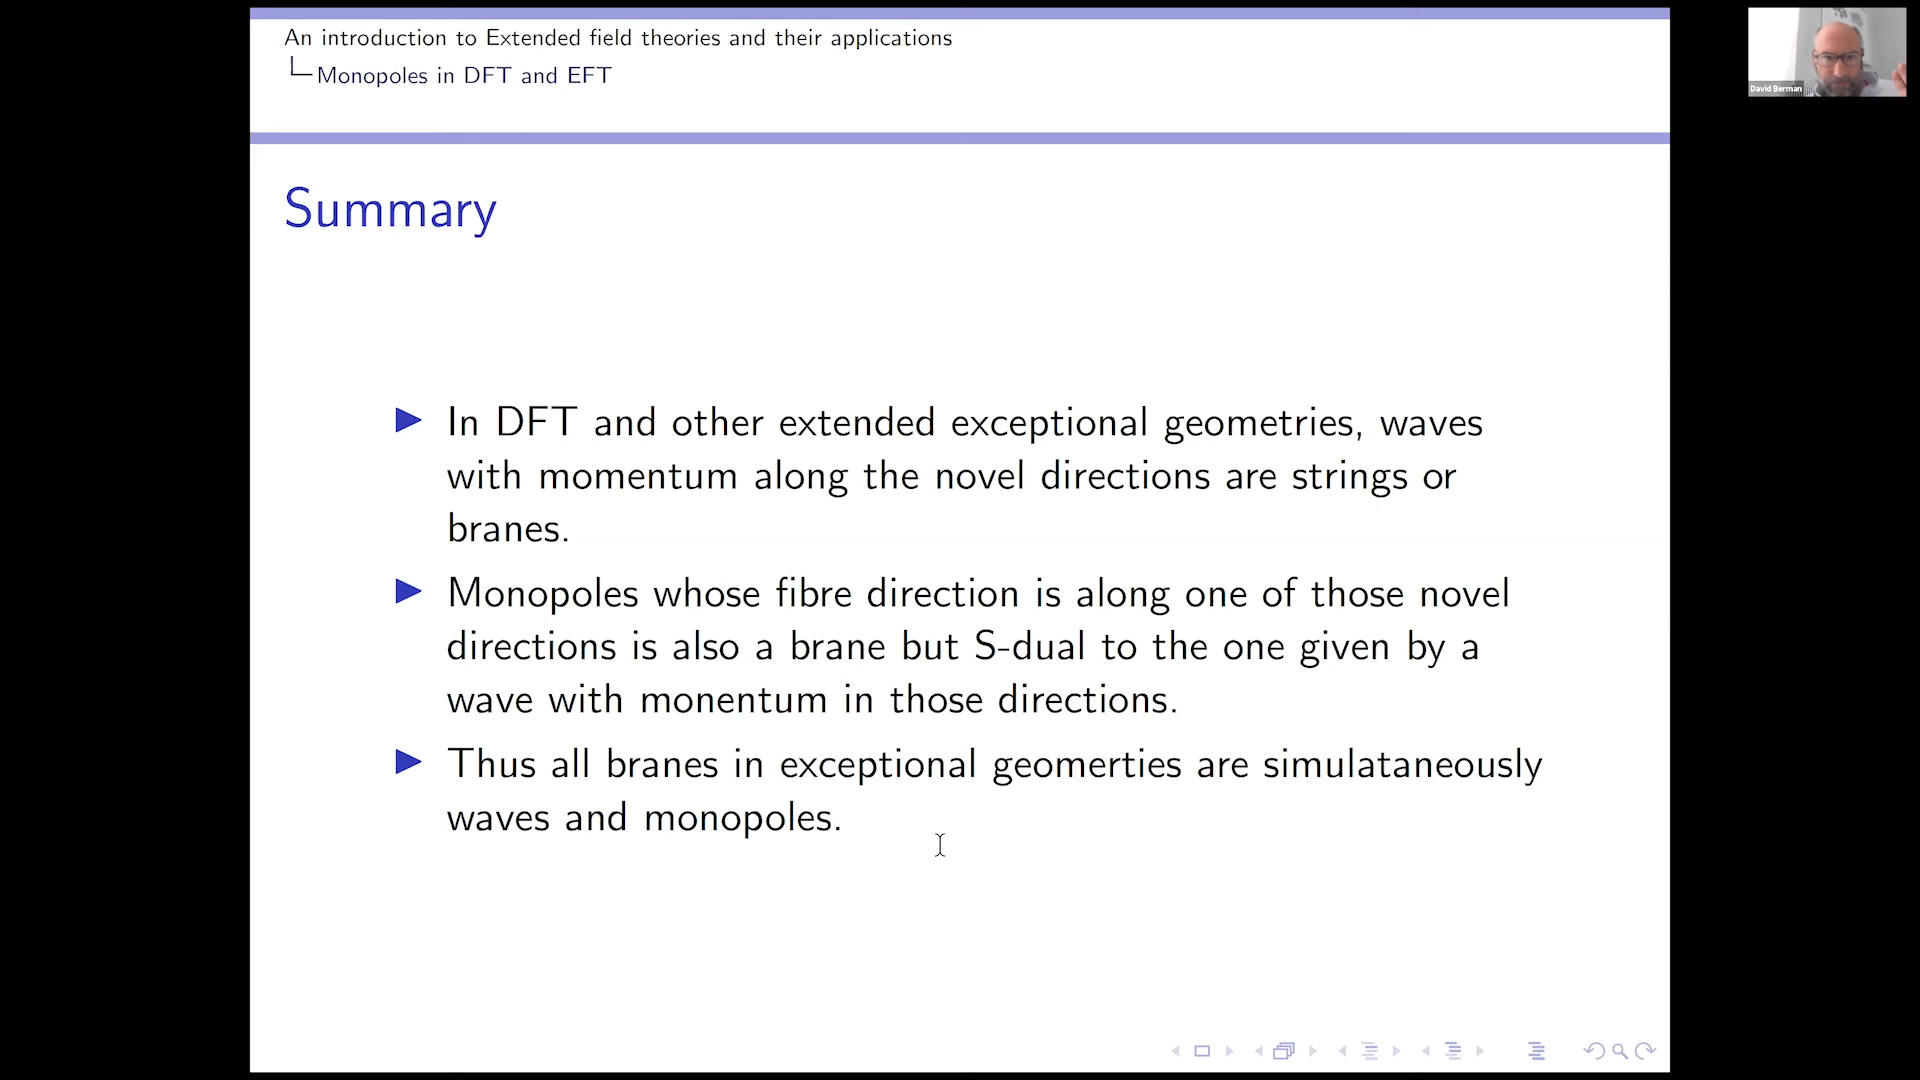 An introduction to Extended field theories and their applications
Monopoles in DFT and EFT
David Berman
Summary
In DFT and other extended exceptional geometries, waves
with momentum along the novel directions are strings or
branes.
Monopoles whose fibre direction is along one of those novel
directions is also a brane but S-dual to the one given by a
wave with monentum in those directions.
Thus all branes in exceptional geomerties are simulataneously
waves and monopoles.